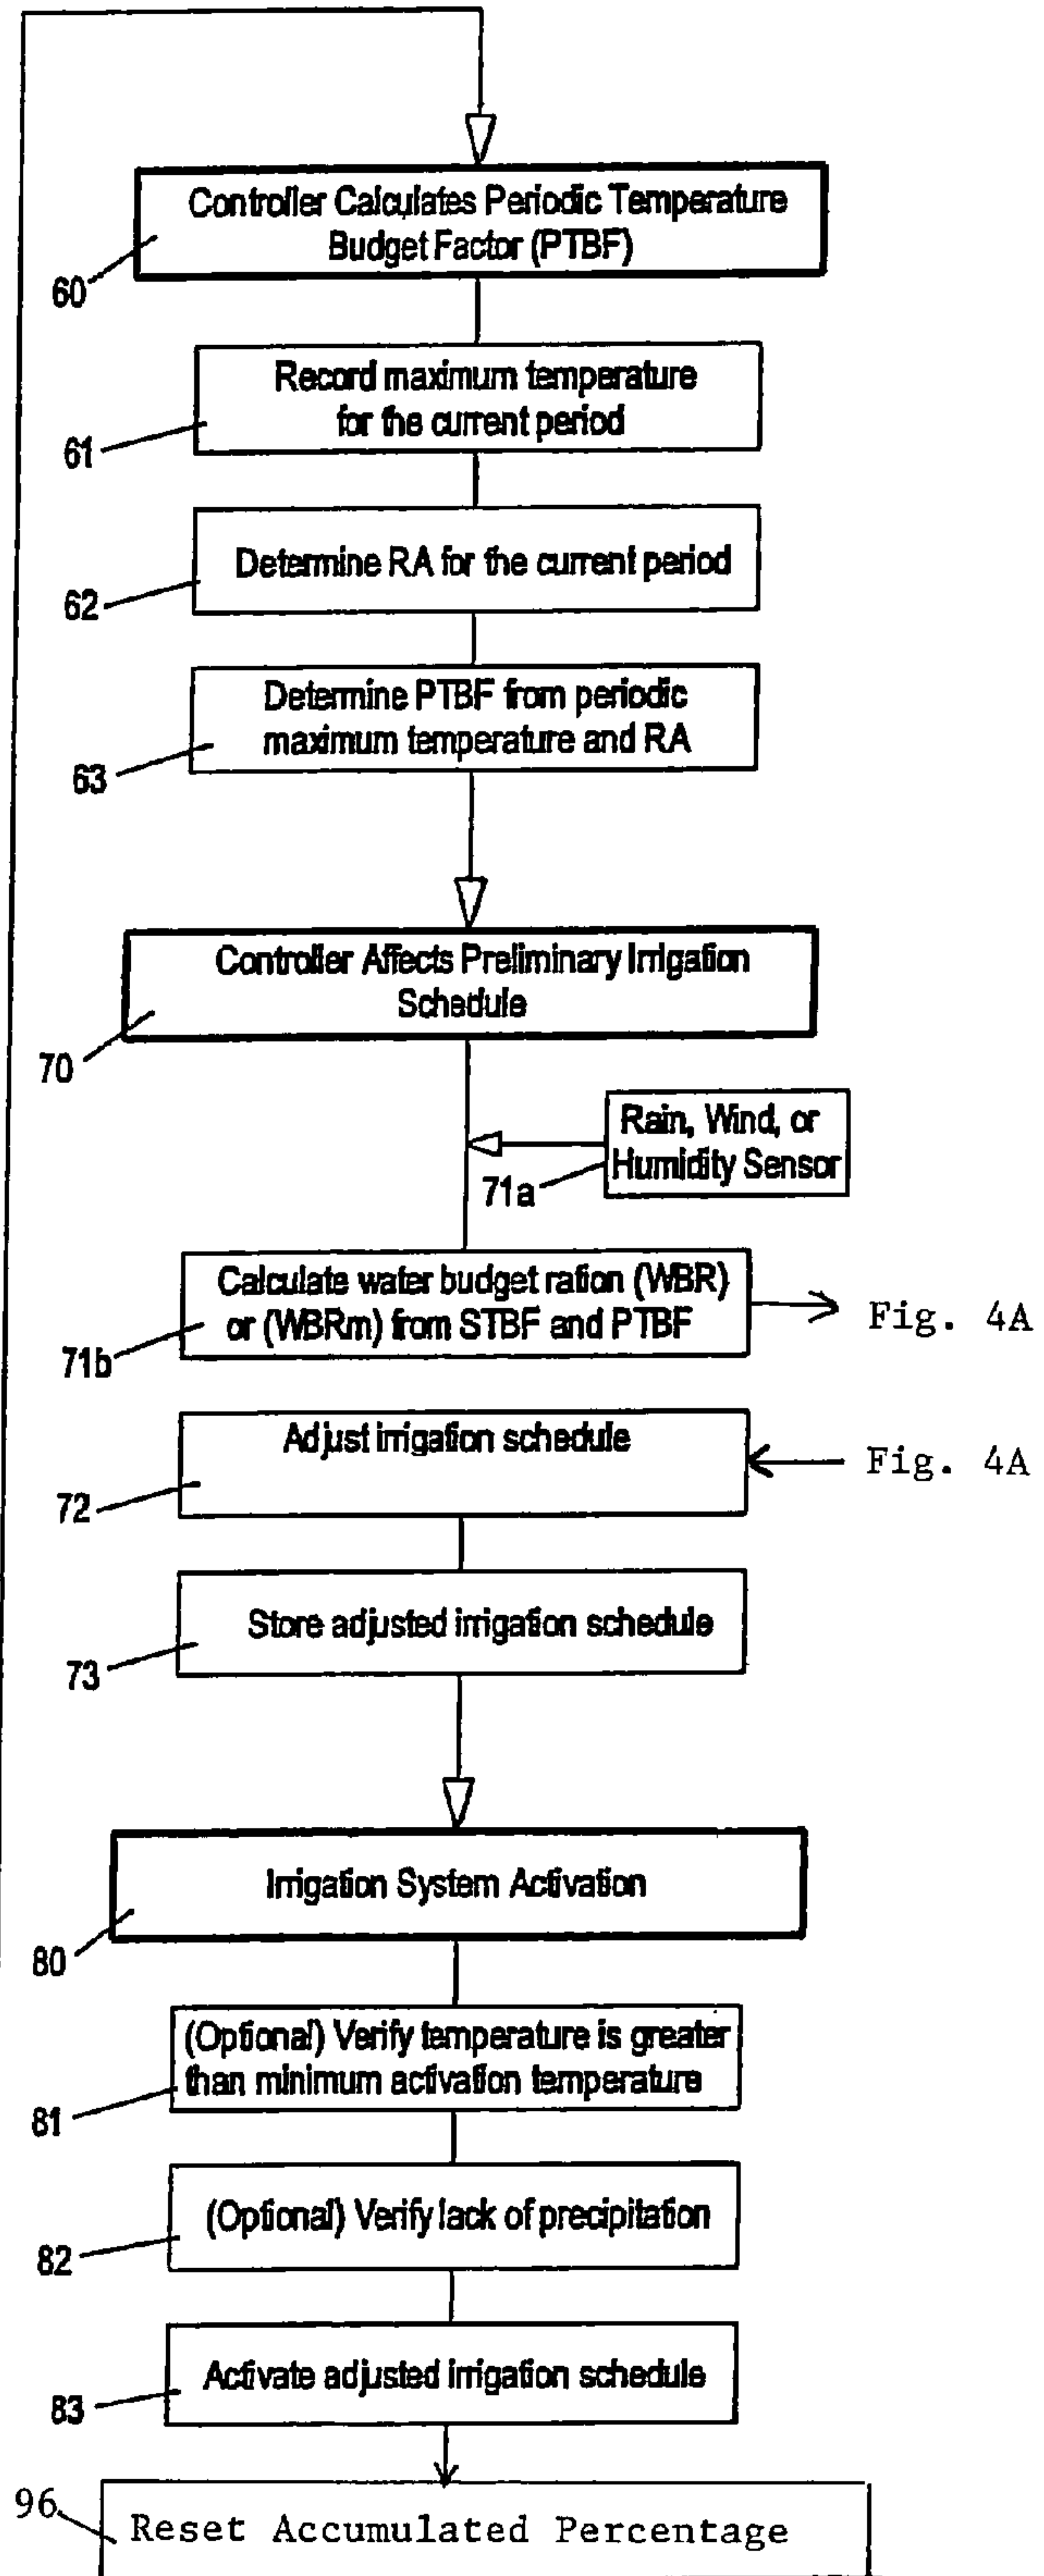 Controller Calculates Periodic Temperature
Budget Factor (PTBF)
60
Record maximum temperature
for the current period
61
Determine RA for the current period
62
Determine PTBF from periodic
maximum temperature and RA
63
Controller Affects Preliminary Irrigation
Schedule
70
Rain, Wind, or
Humidity Sensor
71a
Calculate water budget ration (WBR)
or (WBRm) from STBF and PTBF
71b
Fig. 4A
Adjust irrigation schedule
72
Fig. 4A
Store adjusted irrigation schedule
73
Irrigation System Activation
80
(Optional) Verify temperature is greater
than minimum activation temperature
81
(Optional) Verify lack of precipitation
82
Activate adjusted irrigation schedule
83
96
Reset Accumulated Percentage